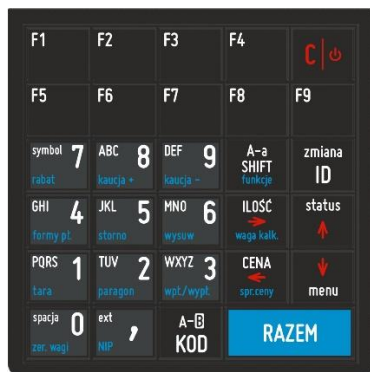 F1 F2 F3 F4 C
F5 F6 F7 F8 F9
symbol 7 ABC 8 DEF 9 A-a zmiana
rabat kaucja + kaucja - SHIFT ID
funkcje
GHI 4 JKL 5 MNO 6 ILOŚĆ status
formy pł. storno wysuw waga kalk.
PQRS 1 TUV 2 WXYZ 3 CENA
tara paragon wpł./wypł. spr.ceny menu
spacja 0 ext , A-B RAZEM
zer. wagi NIP KOD